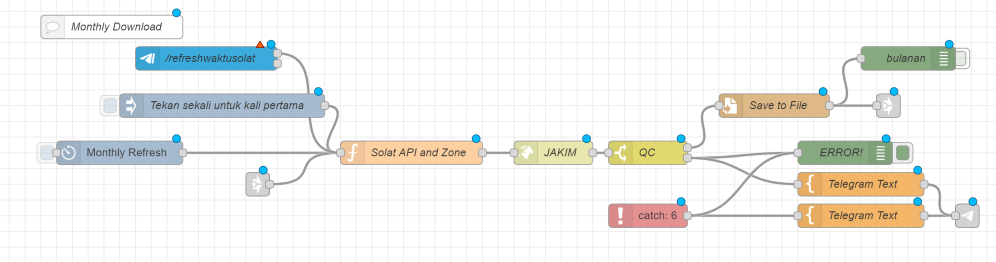 Monthly Download
/refreshwaktusolat
bulanan
Tekan sekali untuk kali pertama
Save to File
Monthly Refresh
Solat API and Zone
JAKIM
QC
ERROR!
Telegram Text
catch: 6
Telegram Text